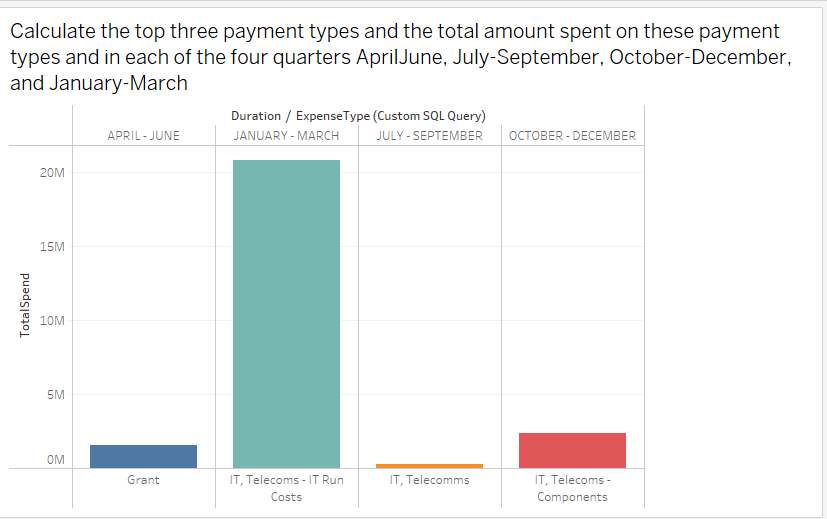 Calculate the top three payment types and the total amount spent on these payment
types and in each of the four quarters AprilJune, July-September, October-December,
and January-March
Duration / ExpenseType (Custom SQL Query)
APRIL - JUNE
JANUARY - MARCH
JULY - SEPTEMBER
OCTOBER - DECEMBER
20M
15M
10M
5M
0M
TotalSpend
Grant
IT, Telecoms - IT Run
Costs
IT, Telecomms
IT, Telecoms -
Components